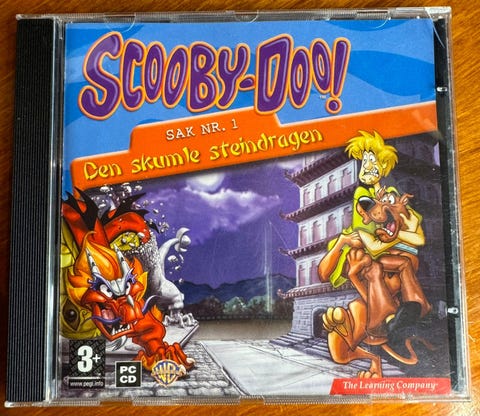 SCOOBY-DOO!
SAK NR. 1
Den skumle steindragen
3+
www.pegi.info
PC
CD
The Learning Company®